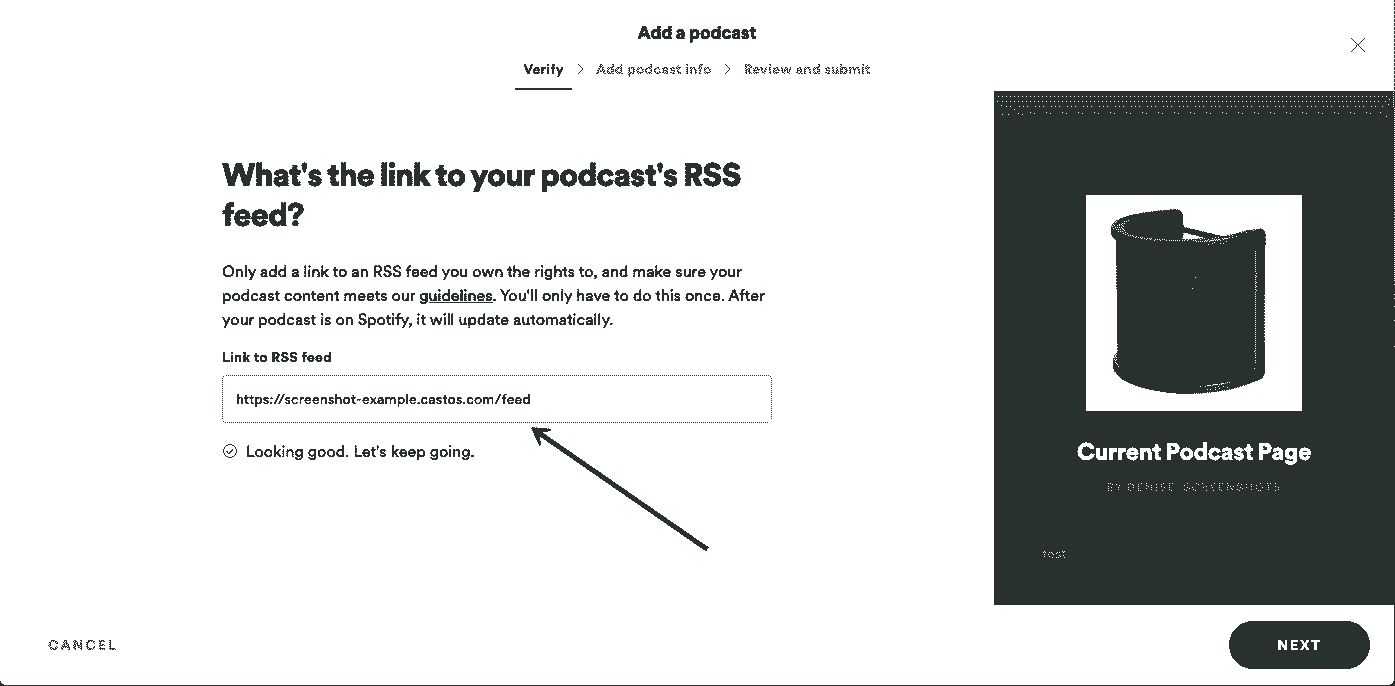 Add a podcast
Verify > Add podcast info > Review and submit
What's the link to your podcast's RSS
feed?
Only add a link to an RSS feed you own the rights to, and make sure your
podcast content meets our guidelines. You'll only have to do this once. After
your podcast is on Spotify, it will update automatically.
Link to RSS feed
https://screenshot-example.castos.com/feed
Looking good. Let's keep going.
Current Podcast Page
BY DENISE SCREENSHOTS
test
CANCEL
NEXT